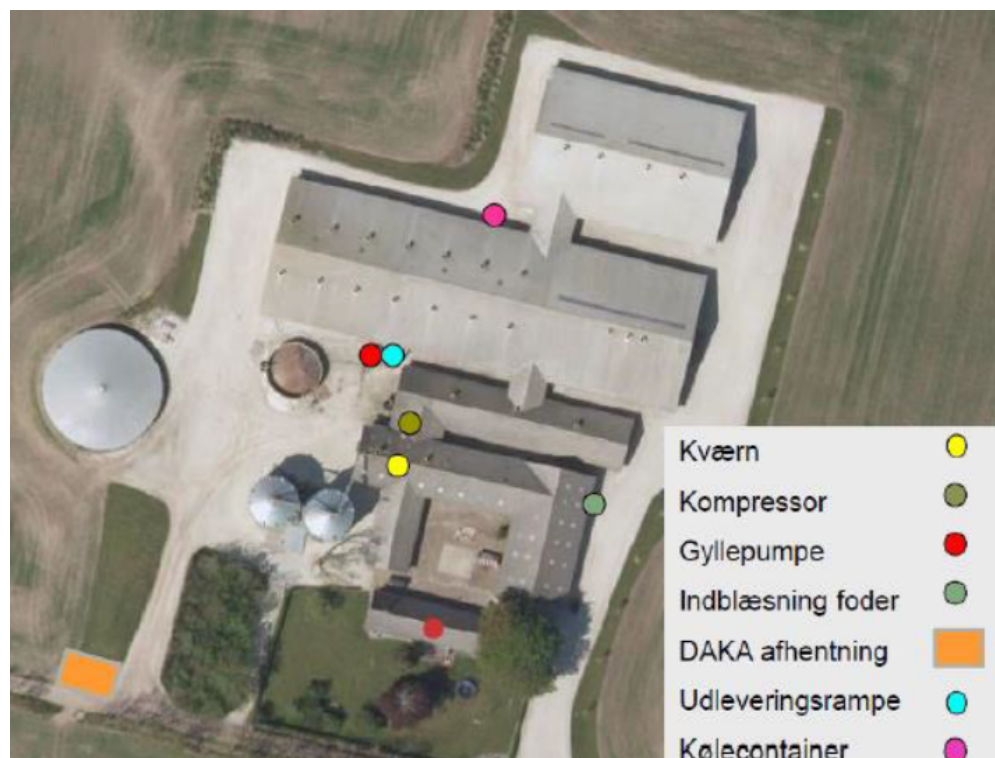 Kværn
Kompressor
Gyllepumpe
Indblæsning foder
DAKA afhentning
Udleveringsrampe
Kølecontainer